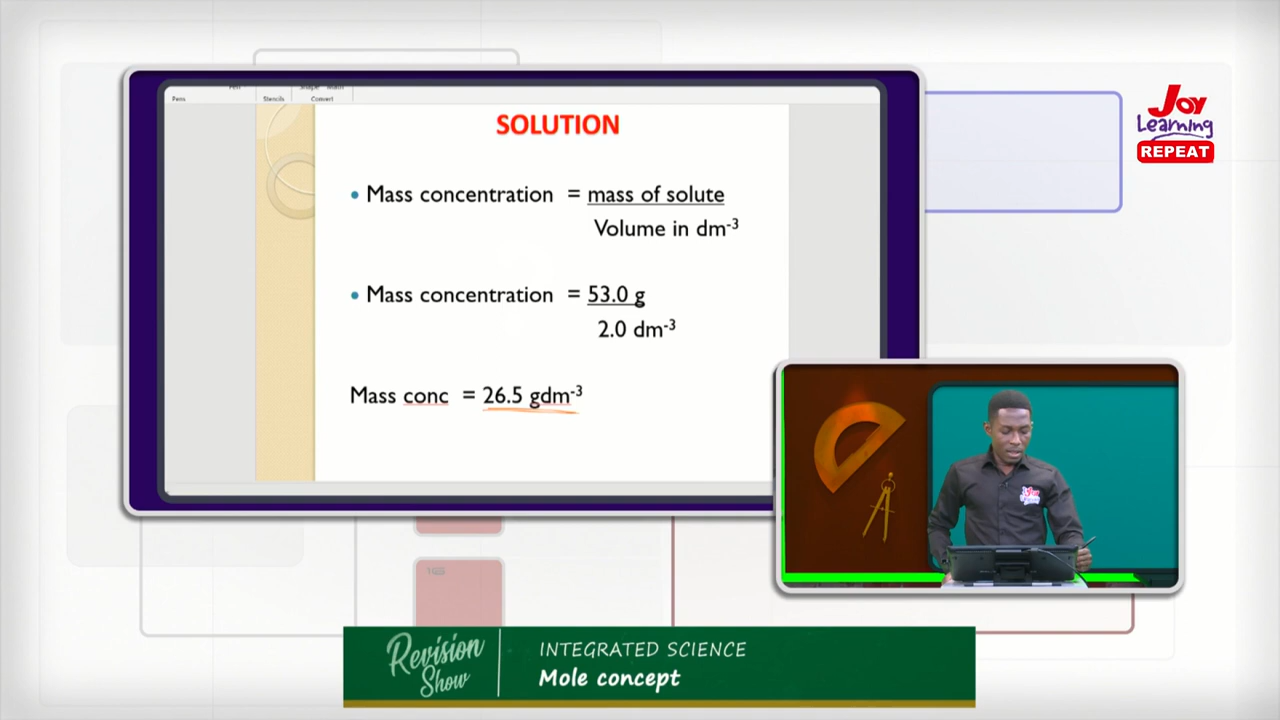 Pens
Stencils
Convert
SOLUTION
• Mass concentration = mass of solute
Volume in dm⁻³
• Mass concentration = 53.0 g
2.0 dm⁻³
Mass conc = 26.5 gdm⁻³
Joy
Learning
REPEAT
Revision
Show
INTEGRATED SCIENCE
Mole concept